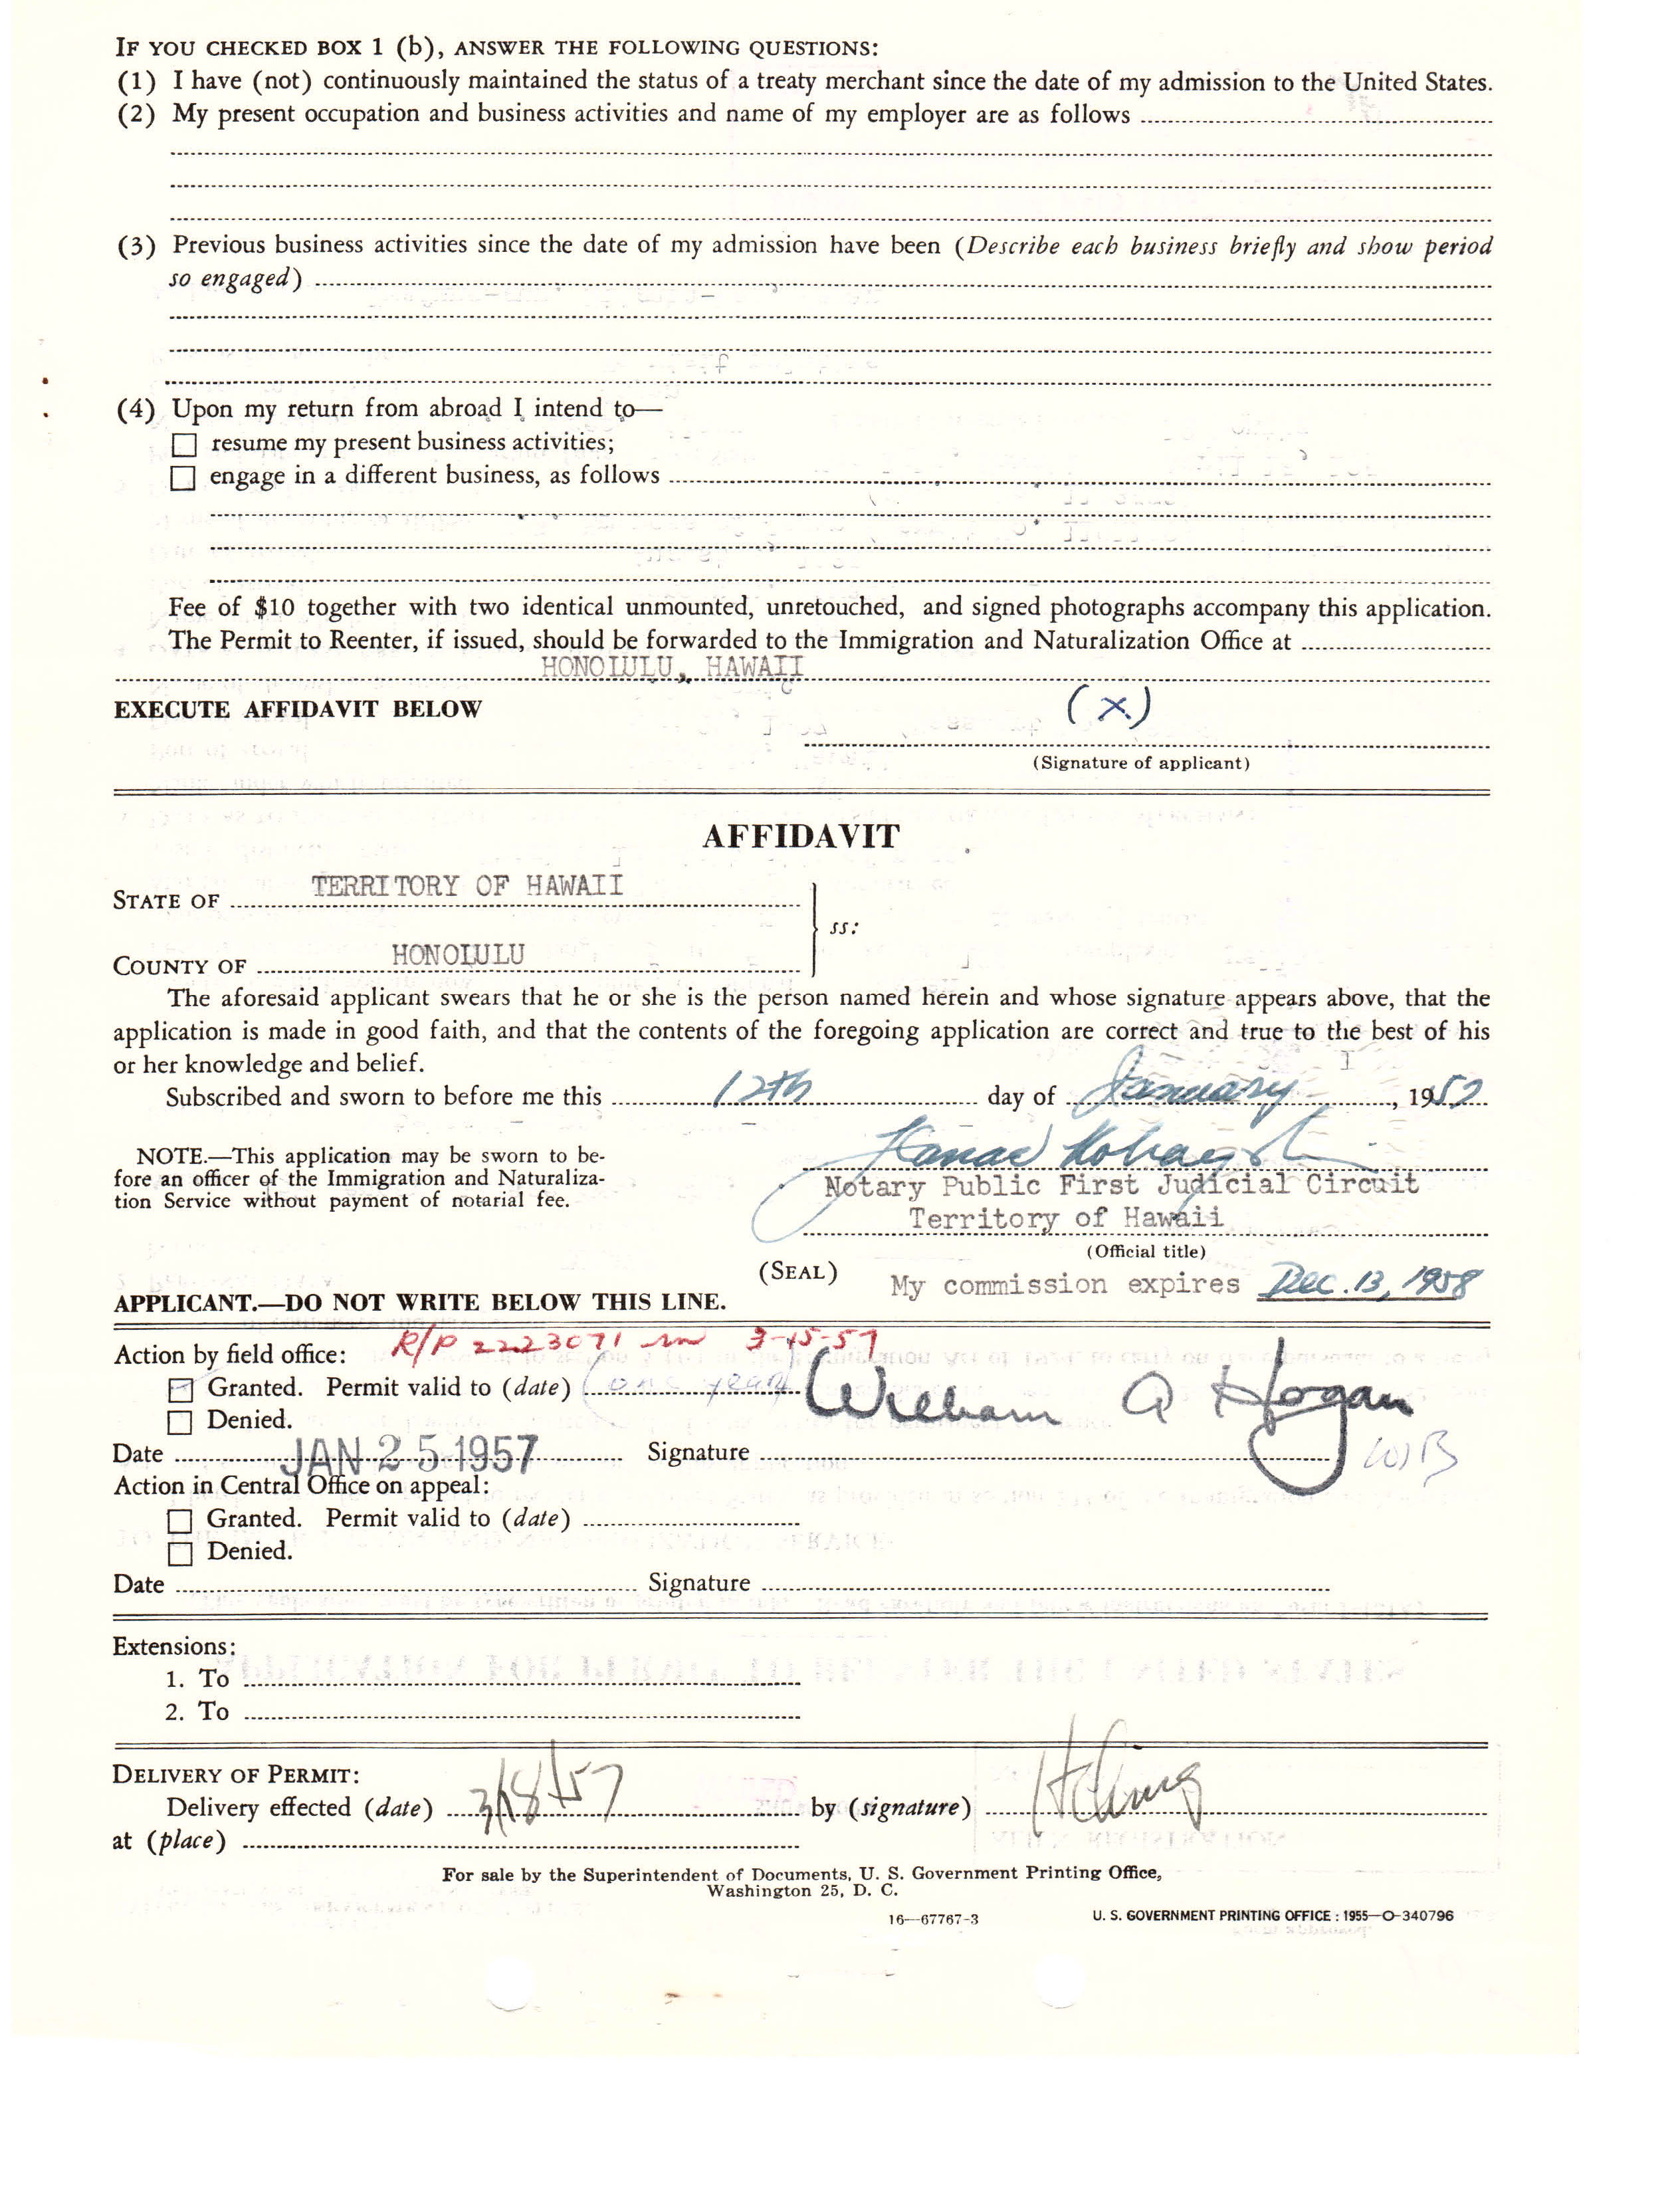 IF YOU CHECKED BOX 1 (b), ANSWER THE FOLLOWING QUESTIONS:
(1) I have (not) continuously maintained the status of a treaty merchant since the date of my admission to the United States.
(2) My present occupation and business activities and name of my employer are as follows
(3) Previous business activities since the date of my admission have been (Describe each business briefly and show period
so engaged)
(4) Upon my return from abroad I intend to—
resume my present business activities;
engage in a different business, as follows
Fee of $10 together with two identical unmounted, unretouched, and signed photographs accompany this application.
The Permit to Reenter, if issued, should be forwarded to the Immigration and Naturalization Office at
HONOLULU, HAWAII
EXECUTE AFFIDAVIT BELOW (X)
(Signature of applicant)
AFFIDAVIT
STATE OF TERRITORY OF HAWAII
ss:
COUNTY OF HONOLULU
The aforesaid applicant swears that he or she is the person named herein and whose signature appears above, that the
application is made in good faith, and that the contents of the foregoing application are correct and true to the best of his
or her knowledge and belief.
Subscribed and sworn to before me this 12th day of January, 1957
NOTE.—This application may be sworn to be-
fore an officer of the Immigration and Naturaliza-
tion Service without payment of notarial fee.
Notary Public First Judicial Circuit
Territory of Hawaii
(Official title)
(SEAL) My commission expires Dec. 13, 1958
APPLICANT.—DO NOT WRITE BELOW THIS LINE.
R/P 2223071 3-15-57
Action by field office:
Granted. Permit valid to (date) (one year)
Denied.
Date JAN 25 1957 Signature William A Hogan
Action in Central Office on appeal:
Granted. Permit valid to (date)
Denied.
Date Signature
Extensions:
1. To
2. To
DELIVERY OF PERMIT:
Delivery effected (date) 3/18/57 by (signature) HChing
at (place)
For sale by the Superintendent of Documents, U. S. Government Printing Office,
Washington 25, D. C.
16—67767-3 U. S. GOVERNMENT PRINTING OFFICE : 1955—O-340796